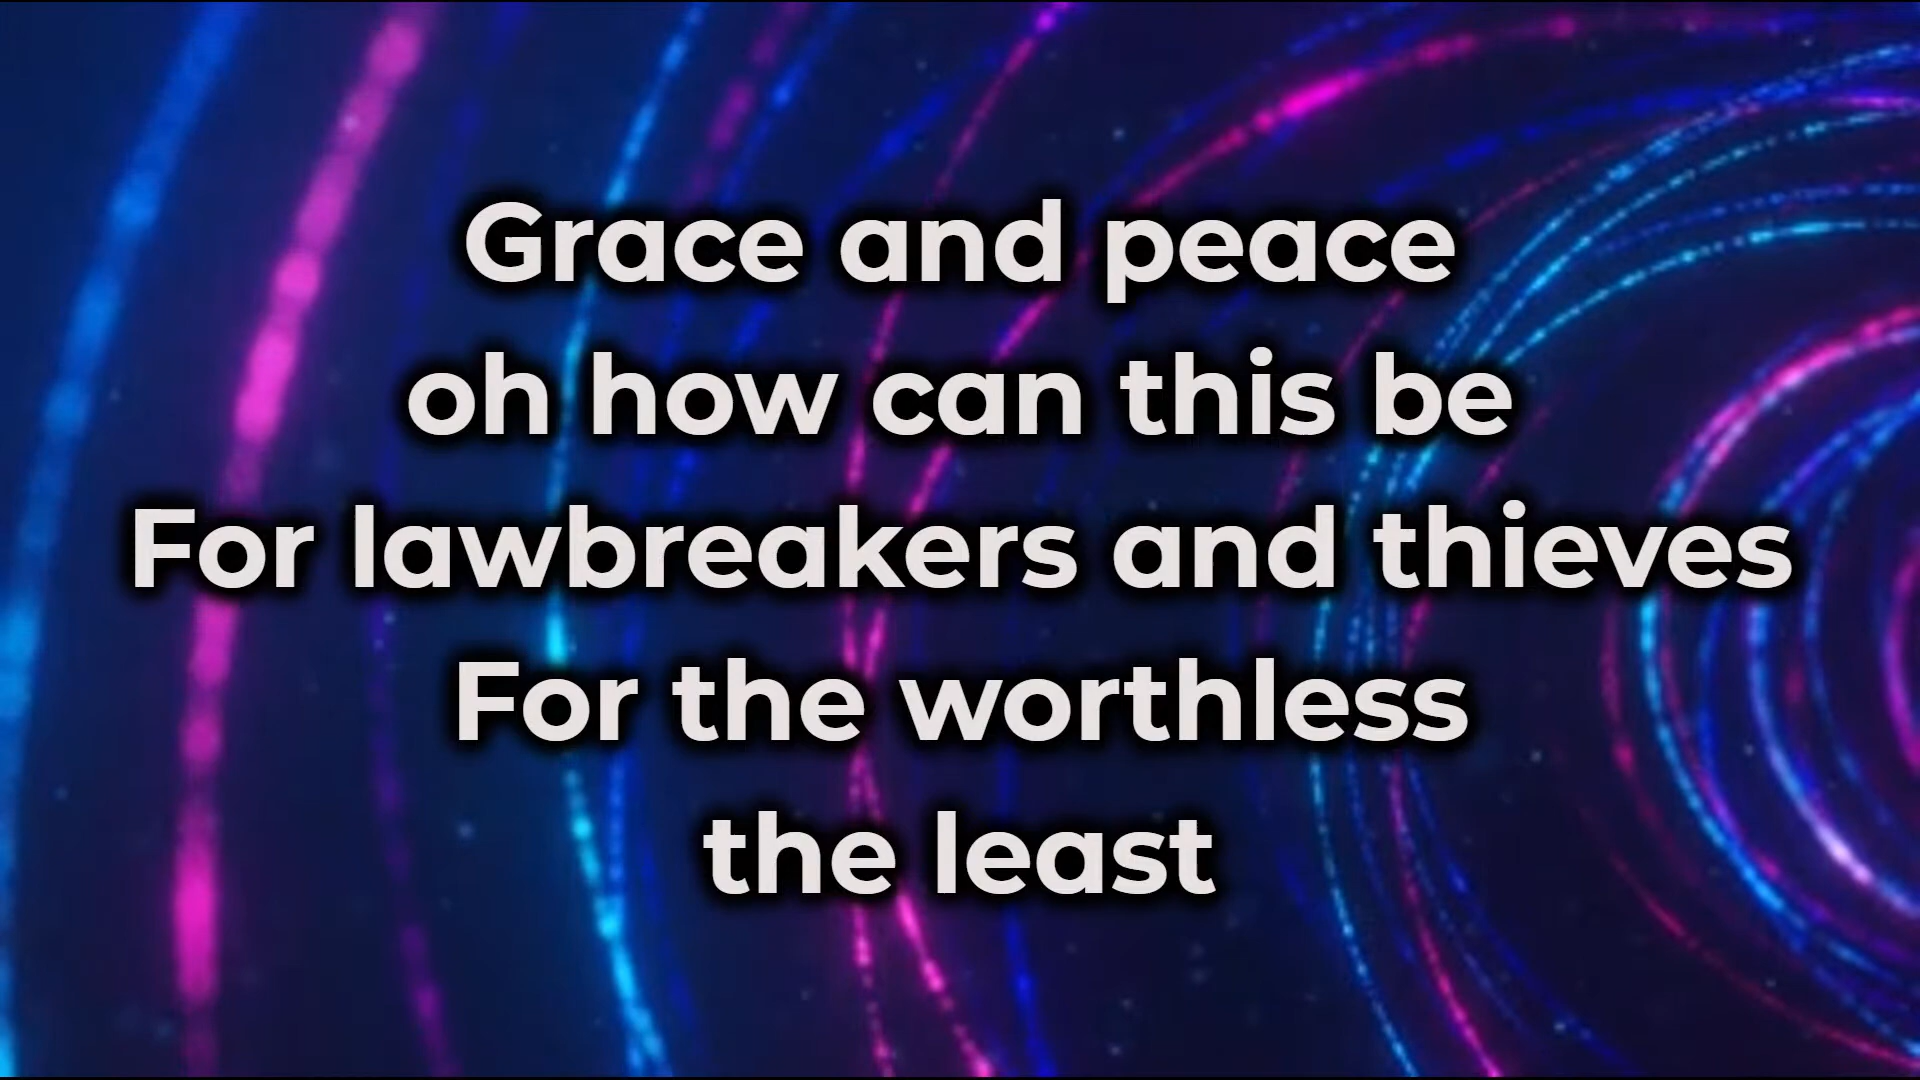 Grace and peace
oh how can this be
For lawbreakers and thieves
For the worthless
the least